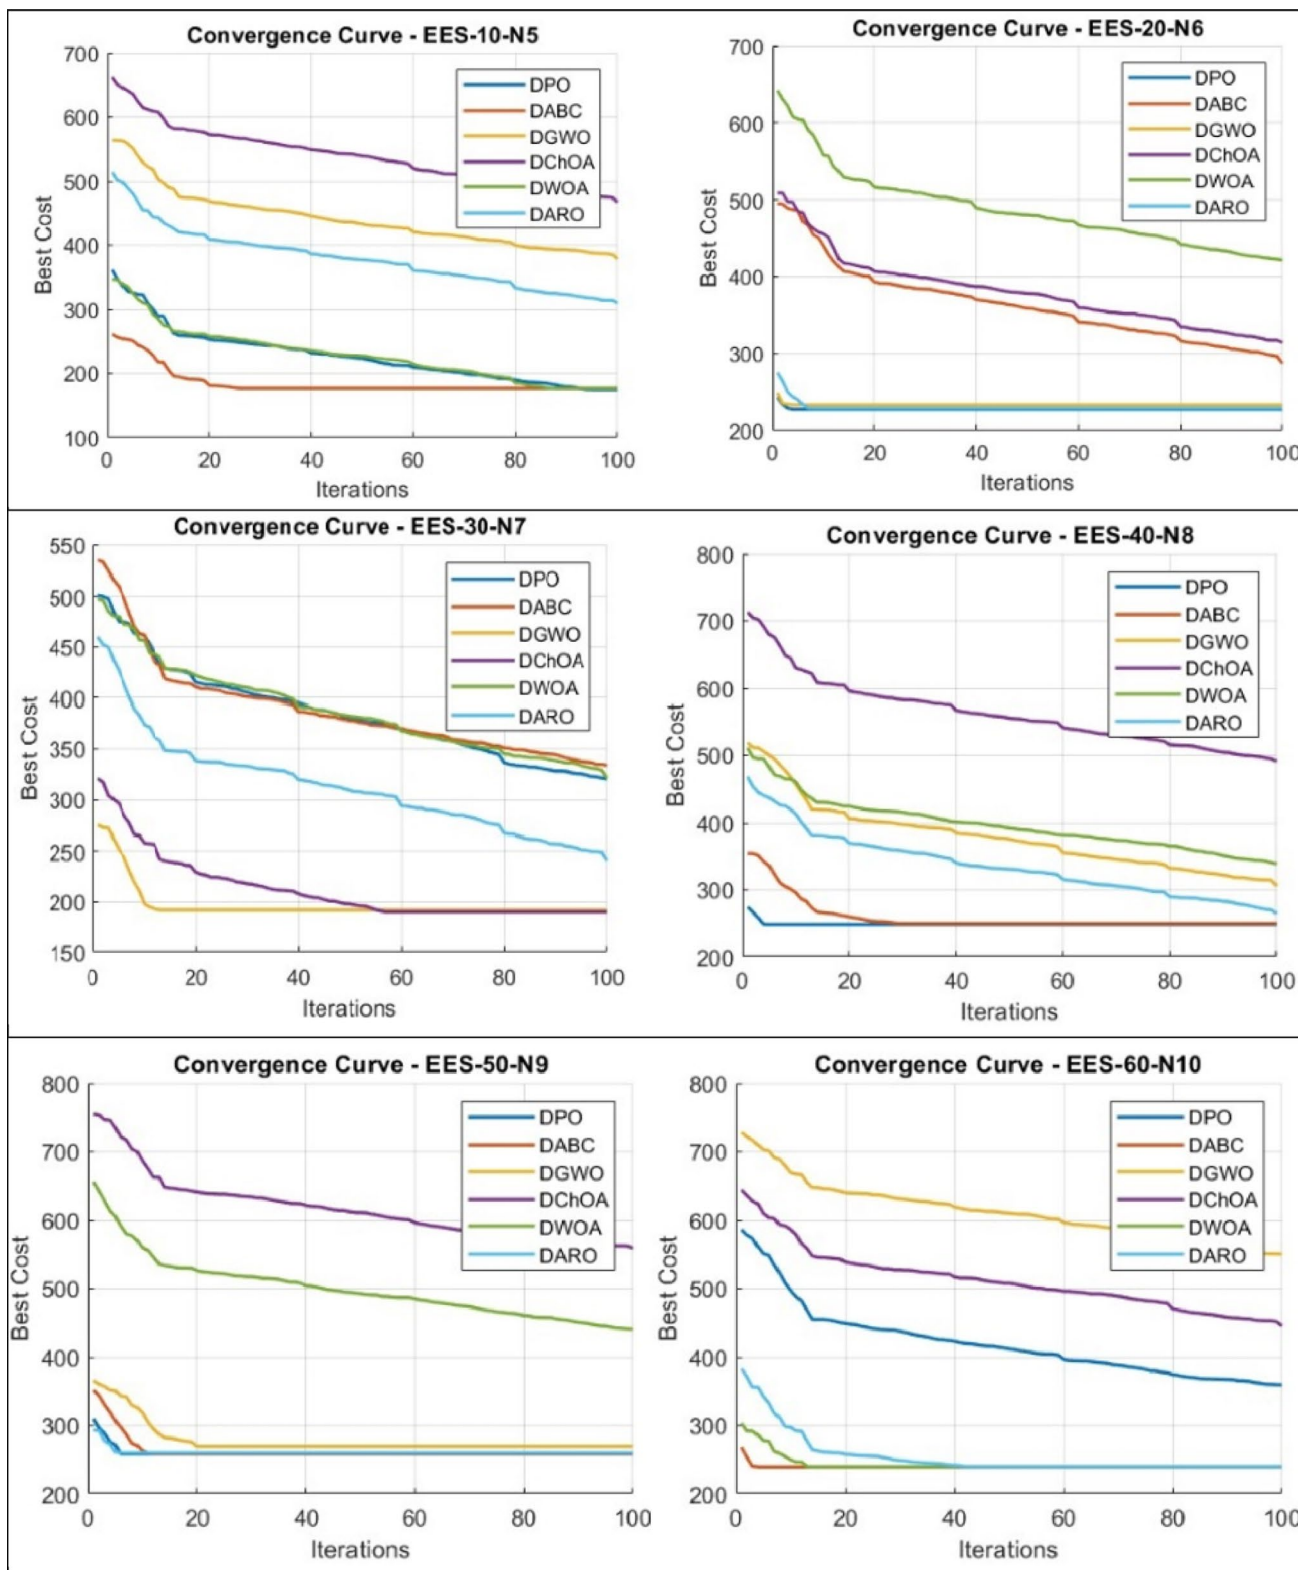 Convergence Curve - EES-10-N5
700
600
500
400
300
200
100
Best Cost
DPO
DABC
DGWO
DChOA
DWOA
DARO
0
20
40
60
80
100
Iterations
Convergence Curve - EES-20-N6
700
600
500
400
300
200
Best Cost
DPO
DABC
DGWO
DChOA
DWOA
DARO
0
20
40
60
80
100
Iterations
Convergence Curve - EES-30-N7
550
500
450
400
350
300
250
200
150
Best Cost
DPO
DABC
DGWO
DChOA
DWOA
DARO
0
20
40
60
80
100
Iterations
Convergence Curve - EES-40-N8
800
700
600
500
400
300
200
Best Cost
DPO
DABC
DGWO
DChOA
DWOA
DARO
0
20
40
60
80
100
Iterations
Convergence Curve - EES-50-N9
800
700
600
500
400
300
200
Best Cost
DPO
DABC
DGWO
DChOA
DWOA
DARO
0
20
40
60
80
100
Iterations
Convergence Curve - EES-60-N10
800
700
600
500
400
300
200
Best Cost
DPO
DABC
DGWO
DChOA
DWOA
DARO
0
20
40
60
80
100
Iterations